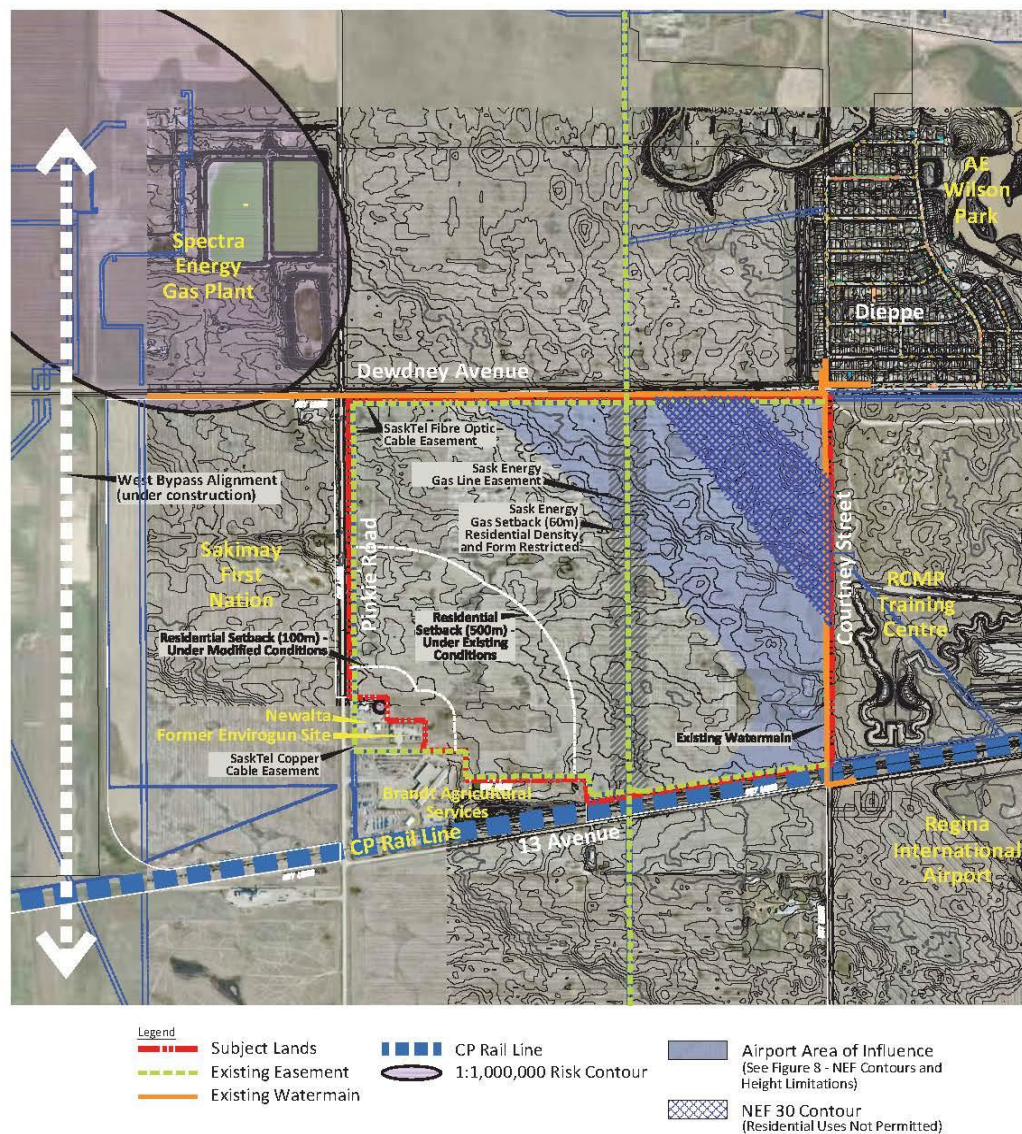 AE
Wilson
Park
Spectra
Energy
Gas Plant
Dieppe
Dewdney Avenue
SaskTel Fibre Optic
Cable Easement
West Bypass Alignment
(under construction)
Sask Energy
Gas Line Easement
Sask Energy
Gas Setback (60m)
Residential Density
and Form Restricted
Pinkie Road
Courtney Street
Sakimay
First
Nation
RCMP
Training
Centre
Residential Setback (100m) -
Under Modified Conditions
Residential
Setback (500m) -
Under Existing
Conditions
Newalta
Former Envirogun Site
SaskTel Copper
Cable Easement
Existing Watermain
Brandt Agricultural
Services
CP Rail Line
13 Avenue
Regina
International
Airport
Legend
Subject Lands
Existing Easement
Existing Watermain
CP Rail Line
1:1,000,000 Risk Contour
Airport Area of Influence
(See Figure 8 - NEF Contours and
Height Limitations)
NEF 30 Contour
(Residential Uses Not Permitted)